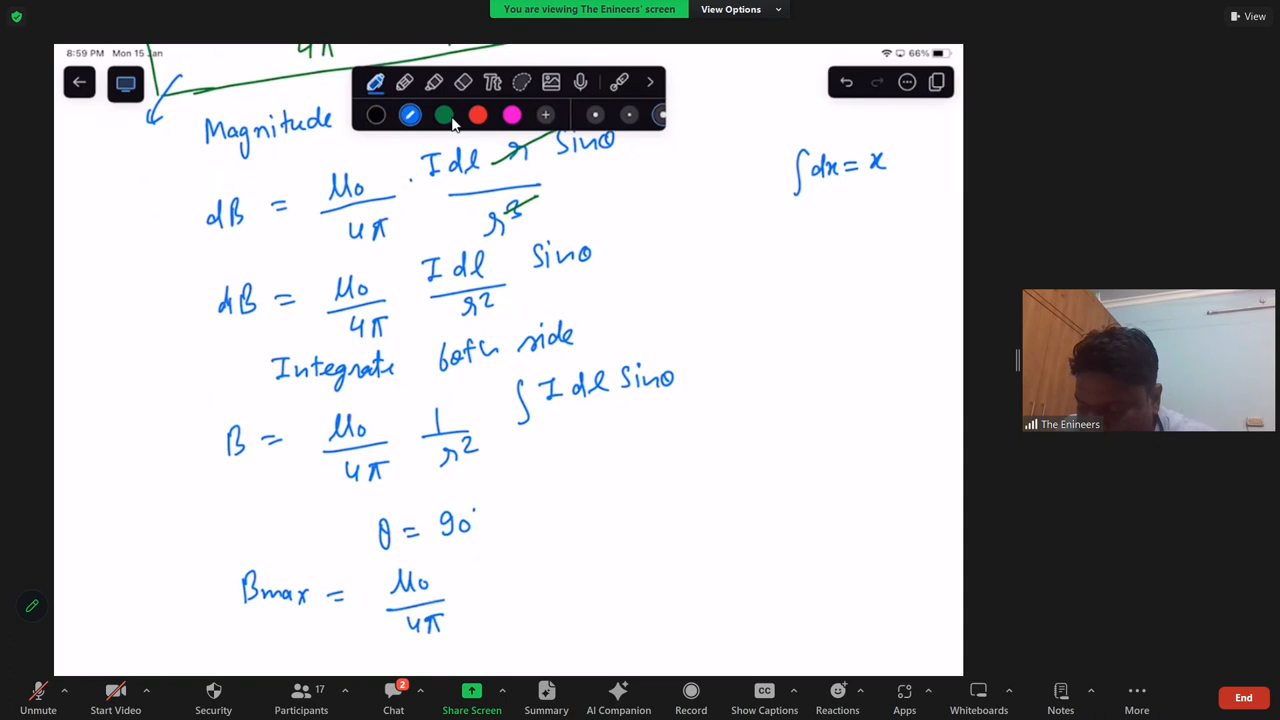 You are viewing The Enineers' screen
View Options
View
8:59 PM Mon 15 Jan
66%
4π
Magnitude
dB = μ0/4π · I dl r sinθ / r³
∫dx = x
dB = μ0/4π I dl / r² sinθ
Integrate both side
B = μ0/4π 1/r² ∫ I dl sinθ
θ = 90°
Bmax = μ0/4π
The Enineers
Unmute
Start Video
Security
17
Participants
2
Chat
Share Screen
Summary
AI Companion
Record
CC
Show Captions
Reactions
Apps
Whiteboards
Notes
More
End